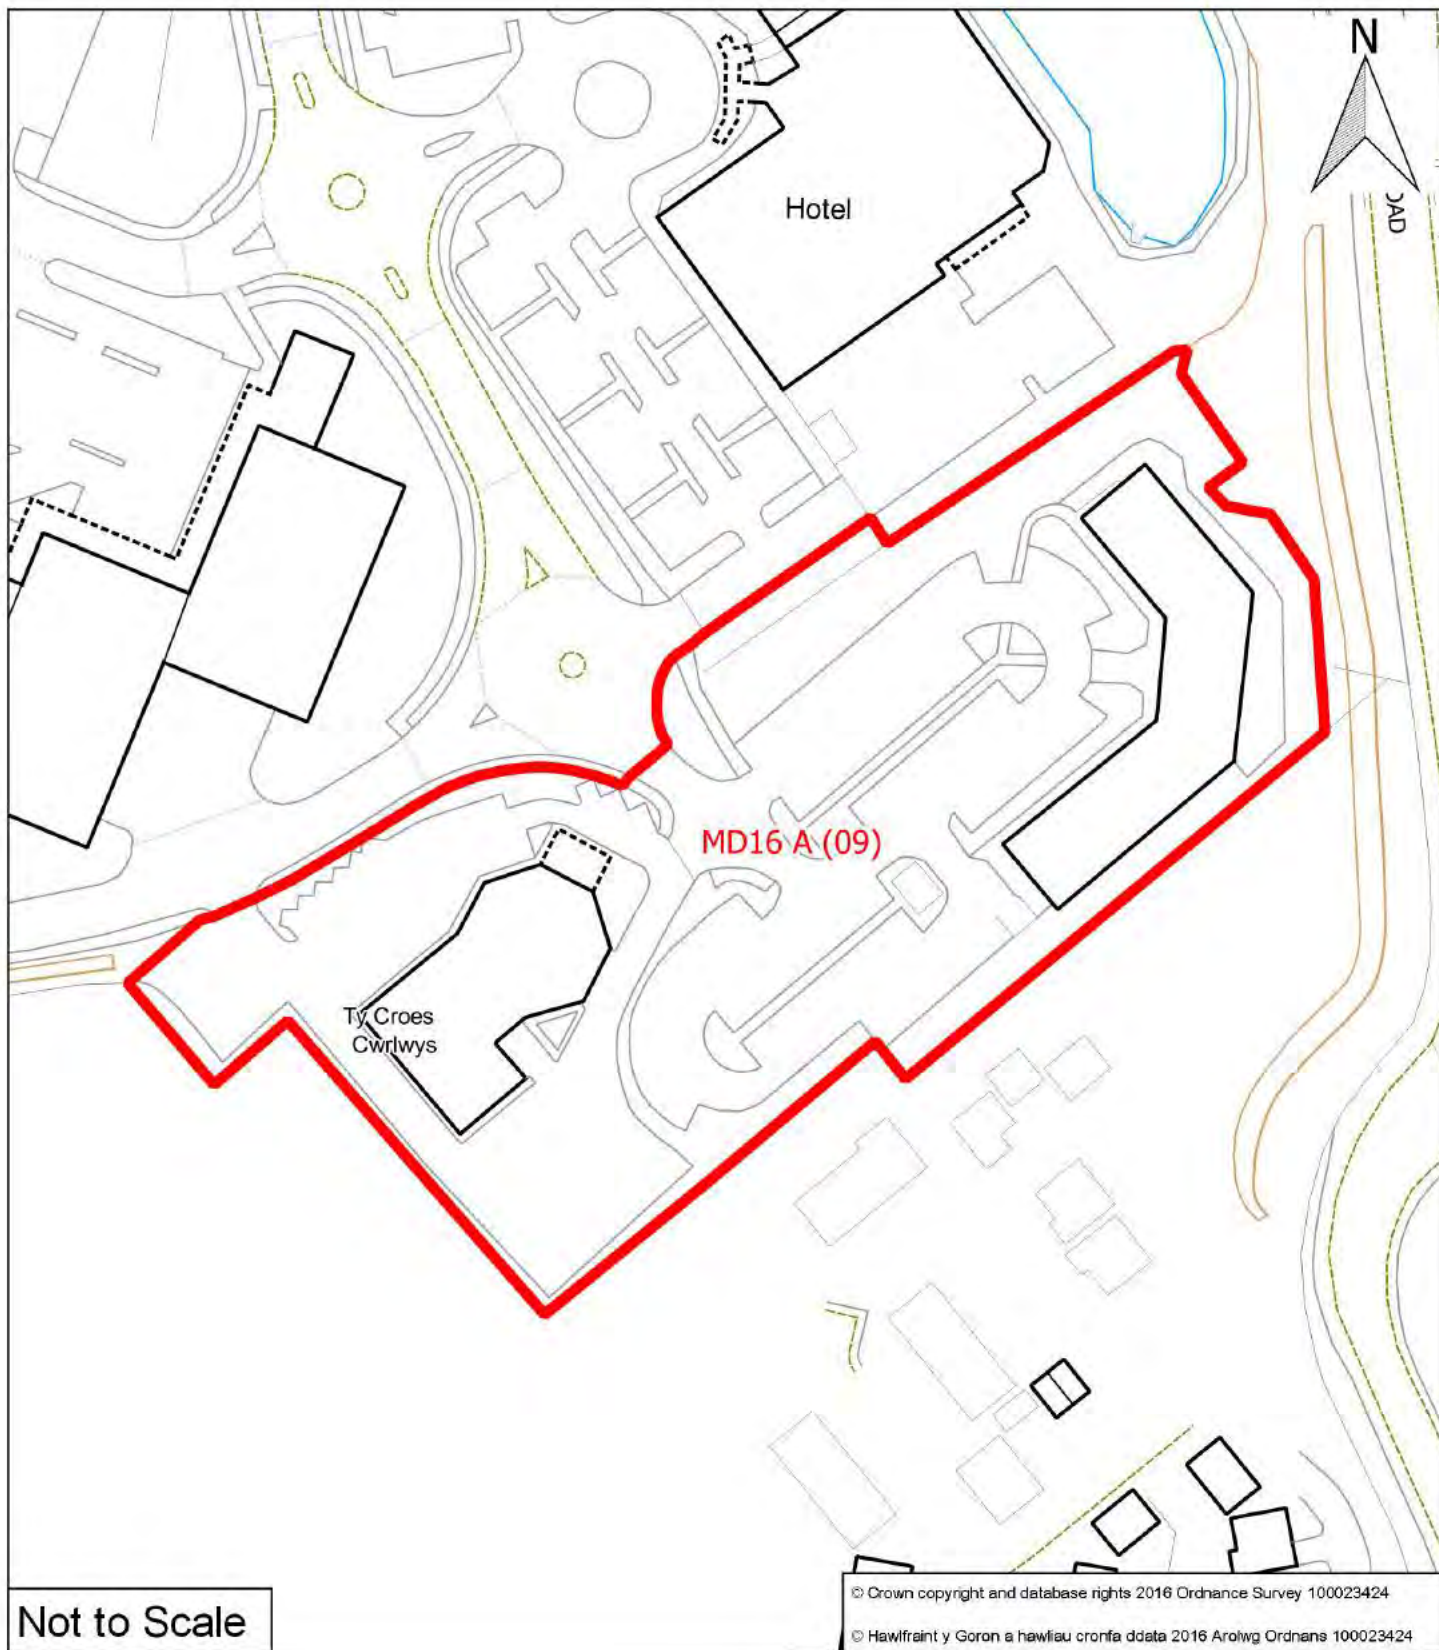 N
Hotel
MD16 A (09)
Ty Croes
Cwrlwys
Not to Scale
© Crown copyright and database rights 2016 Ordnance Survey 100023424
© Hawlfraint y Goron a hawliau cronfa ddata 2016 Arolwg Ordnans 100023424